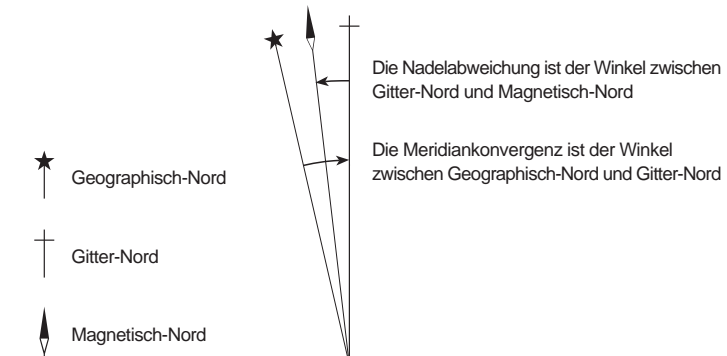 Die Nadelabweichung ist der Winkel zwischen
Gitter-Nord und Magnetisch-Nord
Die Meridiankonvergenz ist der Winkel
zwischen Geographisch-Nord und Gitter-Nord
Geographisch-Nord
Gitter-Nord
Magnetisch-Nord